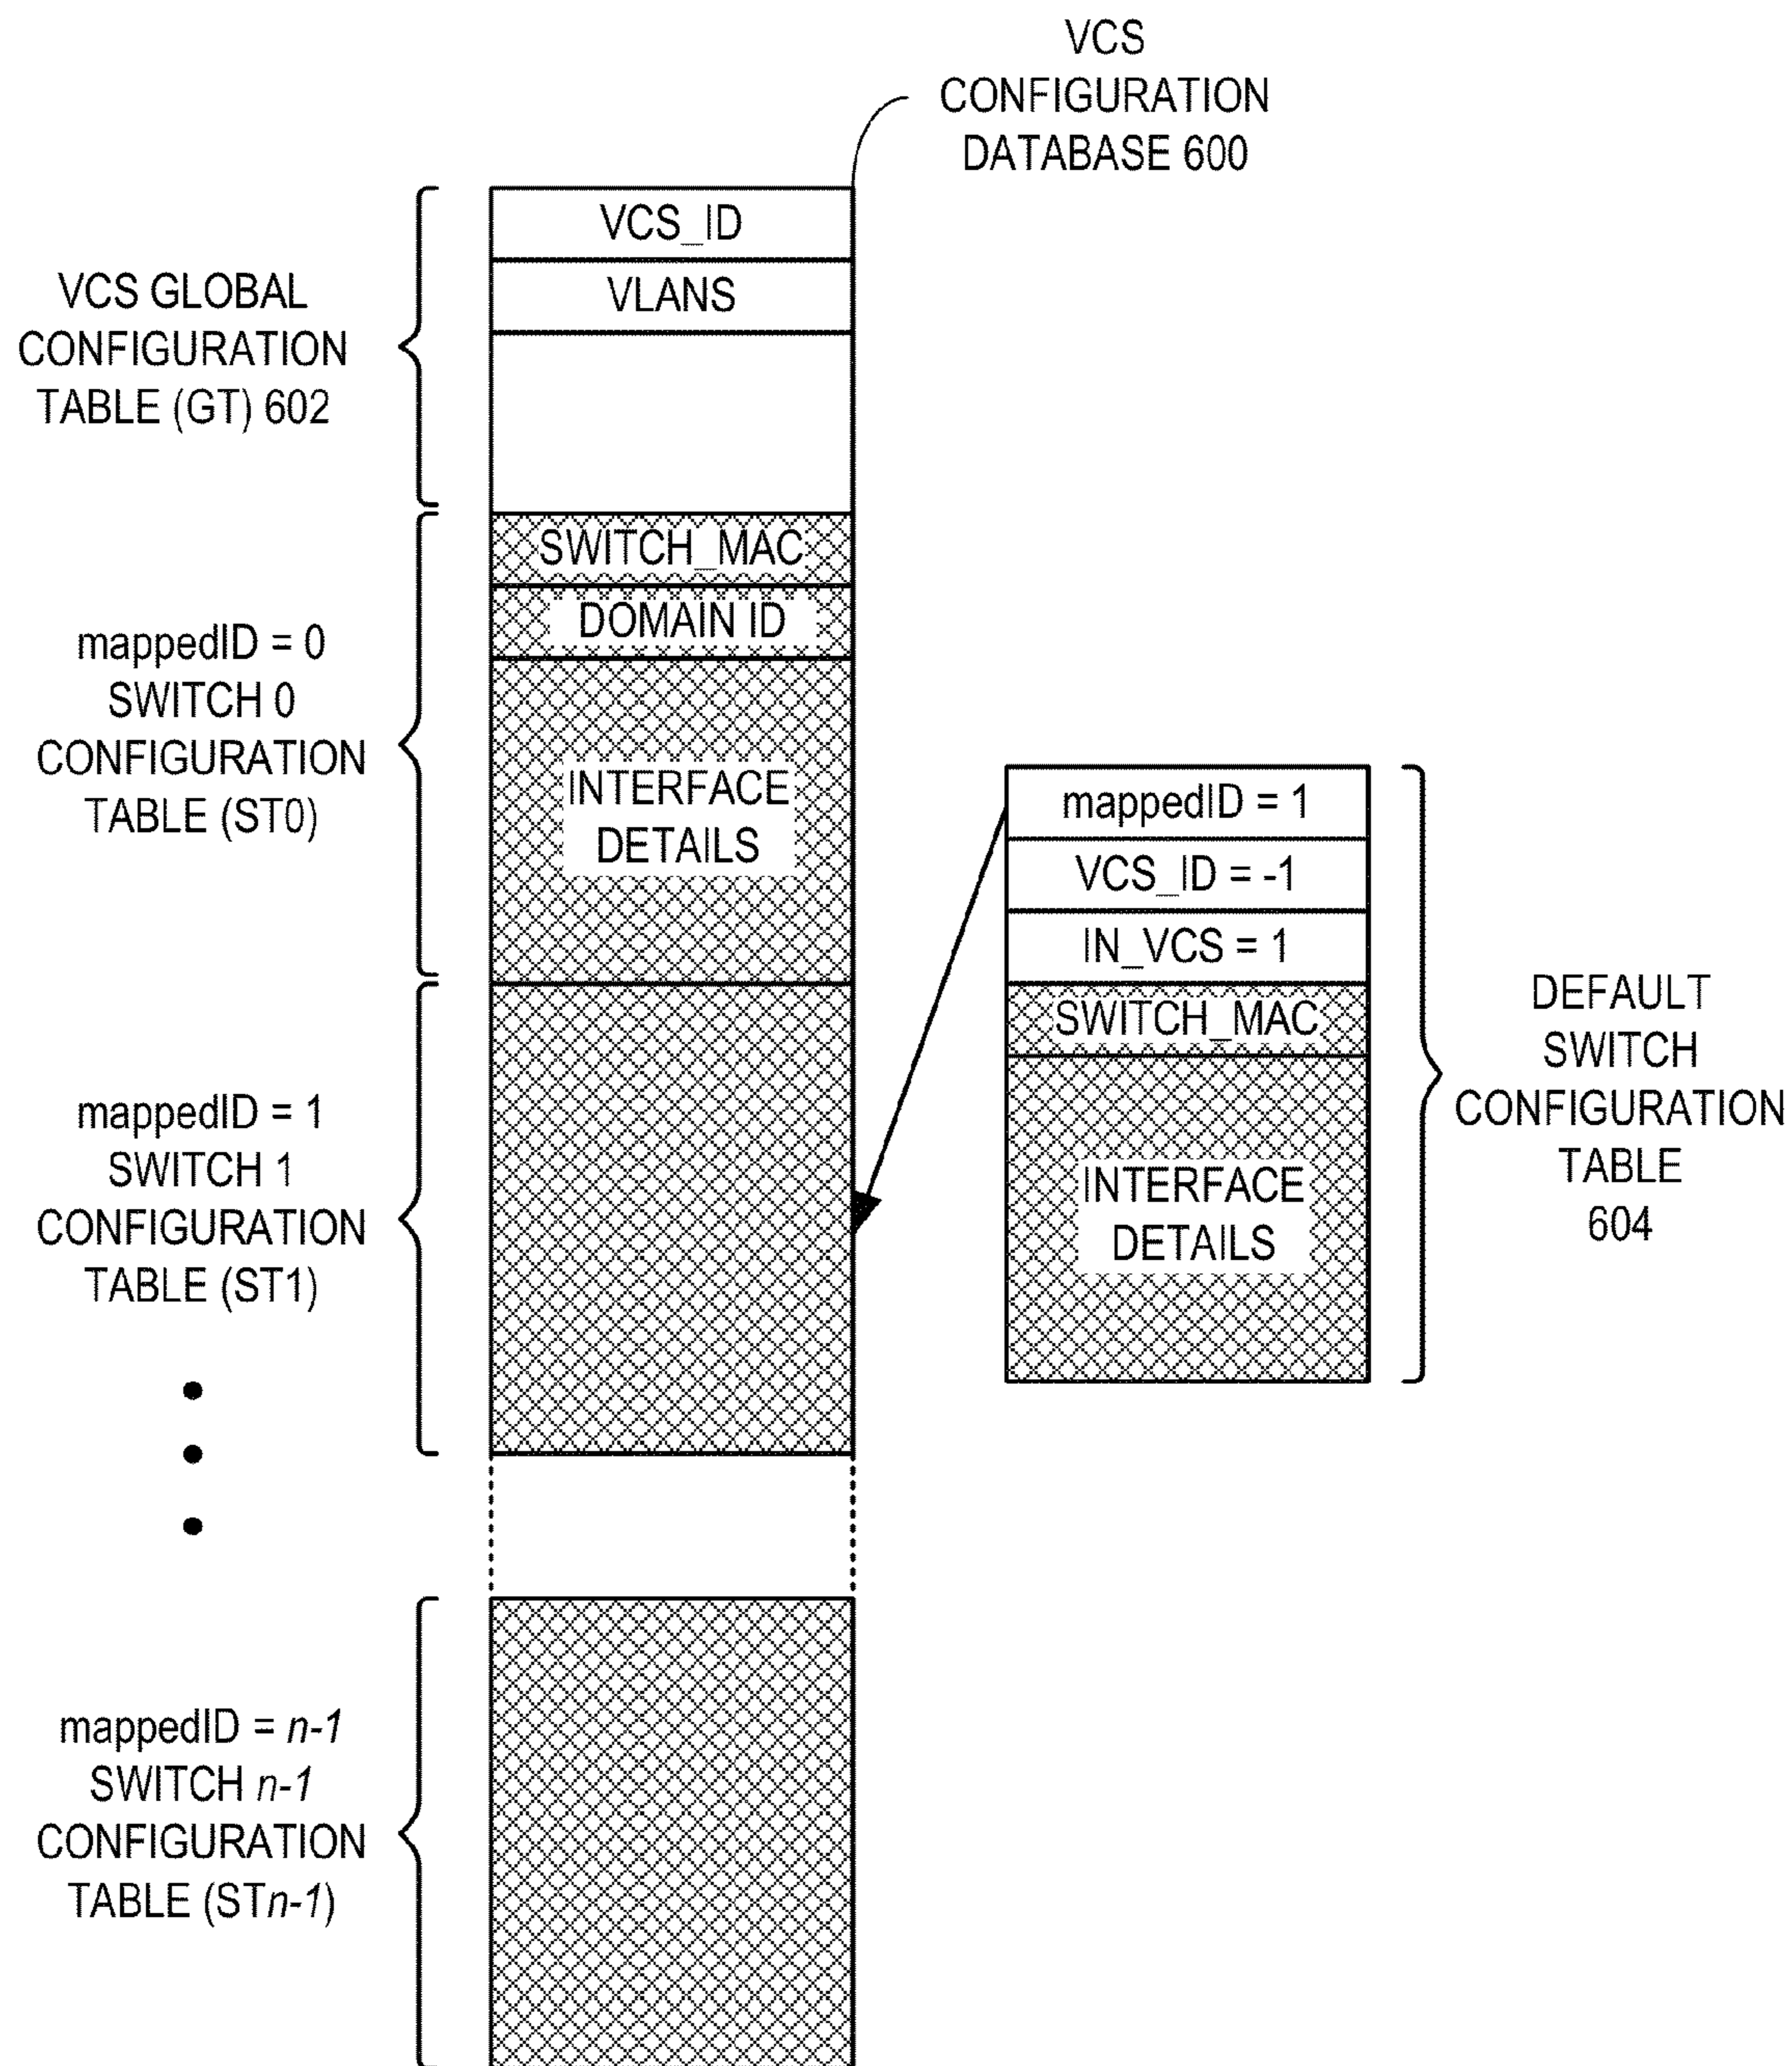 VCS
CONFIGURATION
DATABASE 600
VCS_ID
VLANS
VCS GLOBAL
CONFIGURATION
TABLE (GT) 602
SWITCH_MAC
DOMAIN ID
INTERFACE
DETAILS
mappedID = 0
SWITCH 0
CONFIGURATION
TABLE (ST0)
mappedID = 1
VCS_ID = -1
IN_VCS = 1
SWITCH_MAC
INTERFACE
DETAILS
DEFAULT
SWITCH
CONFIGURATION
TABLE
604
mappedID = 1
SWITCH 1
CONFIGURATION
TABLE (ST1)
mappedID = n-1
SWITCH n-1
CONFIGURATION
TABLE (STn-1)